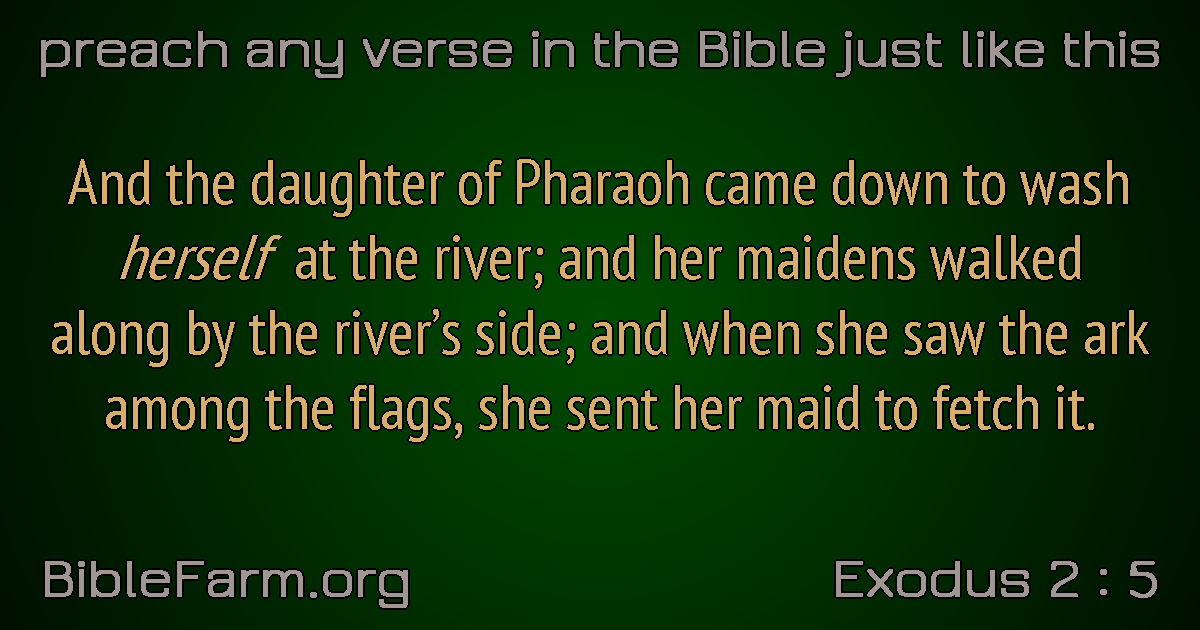 preach any verse in the Bible just like this
And the daughter of Pharaoh came down to wash
herself at the river; and her maidens walked
along by the river’s side; and when she saw the ark
among the flags, she sent her maid to fetch it.
BibleFarm.org
Exodus 2 : 5